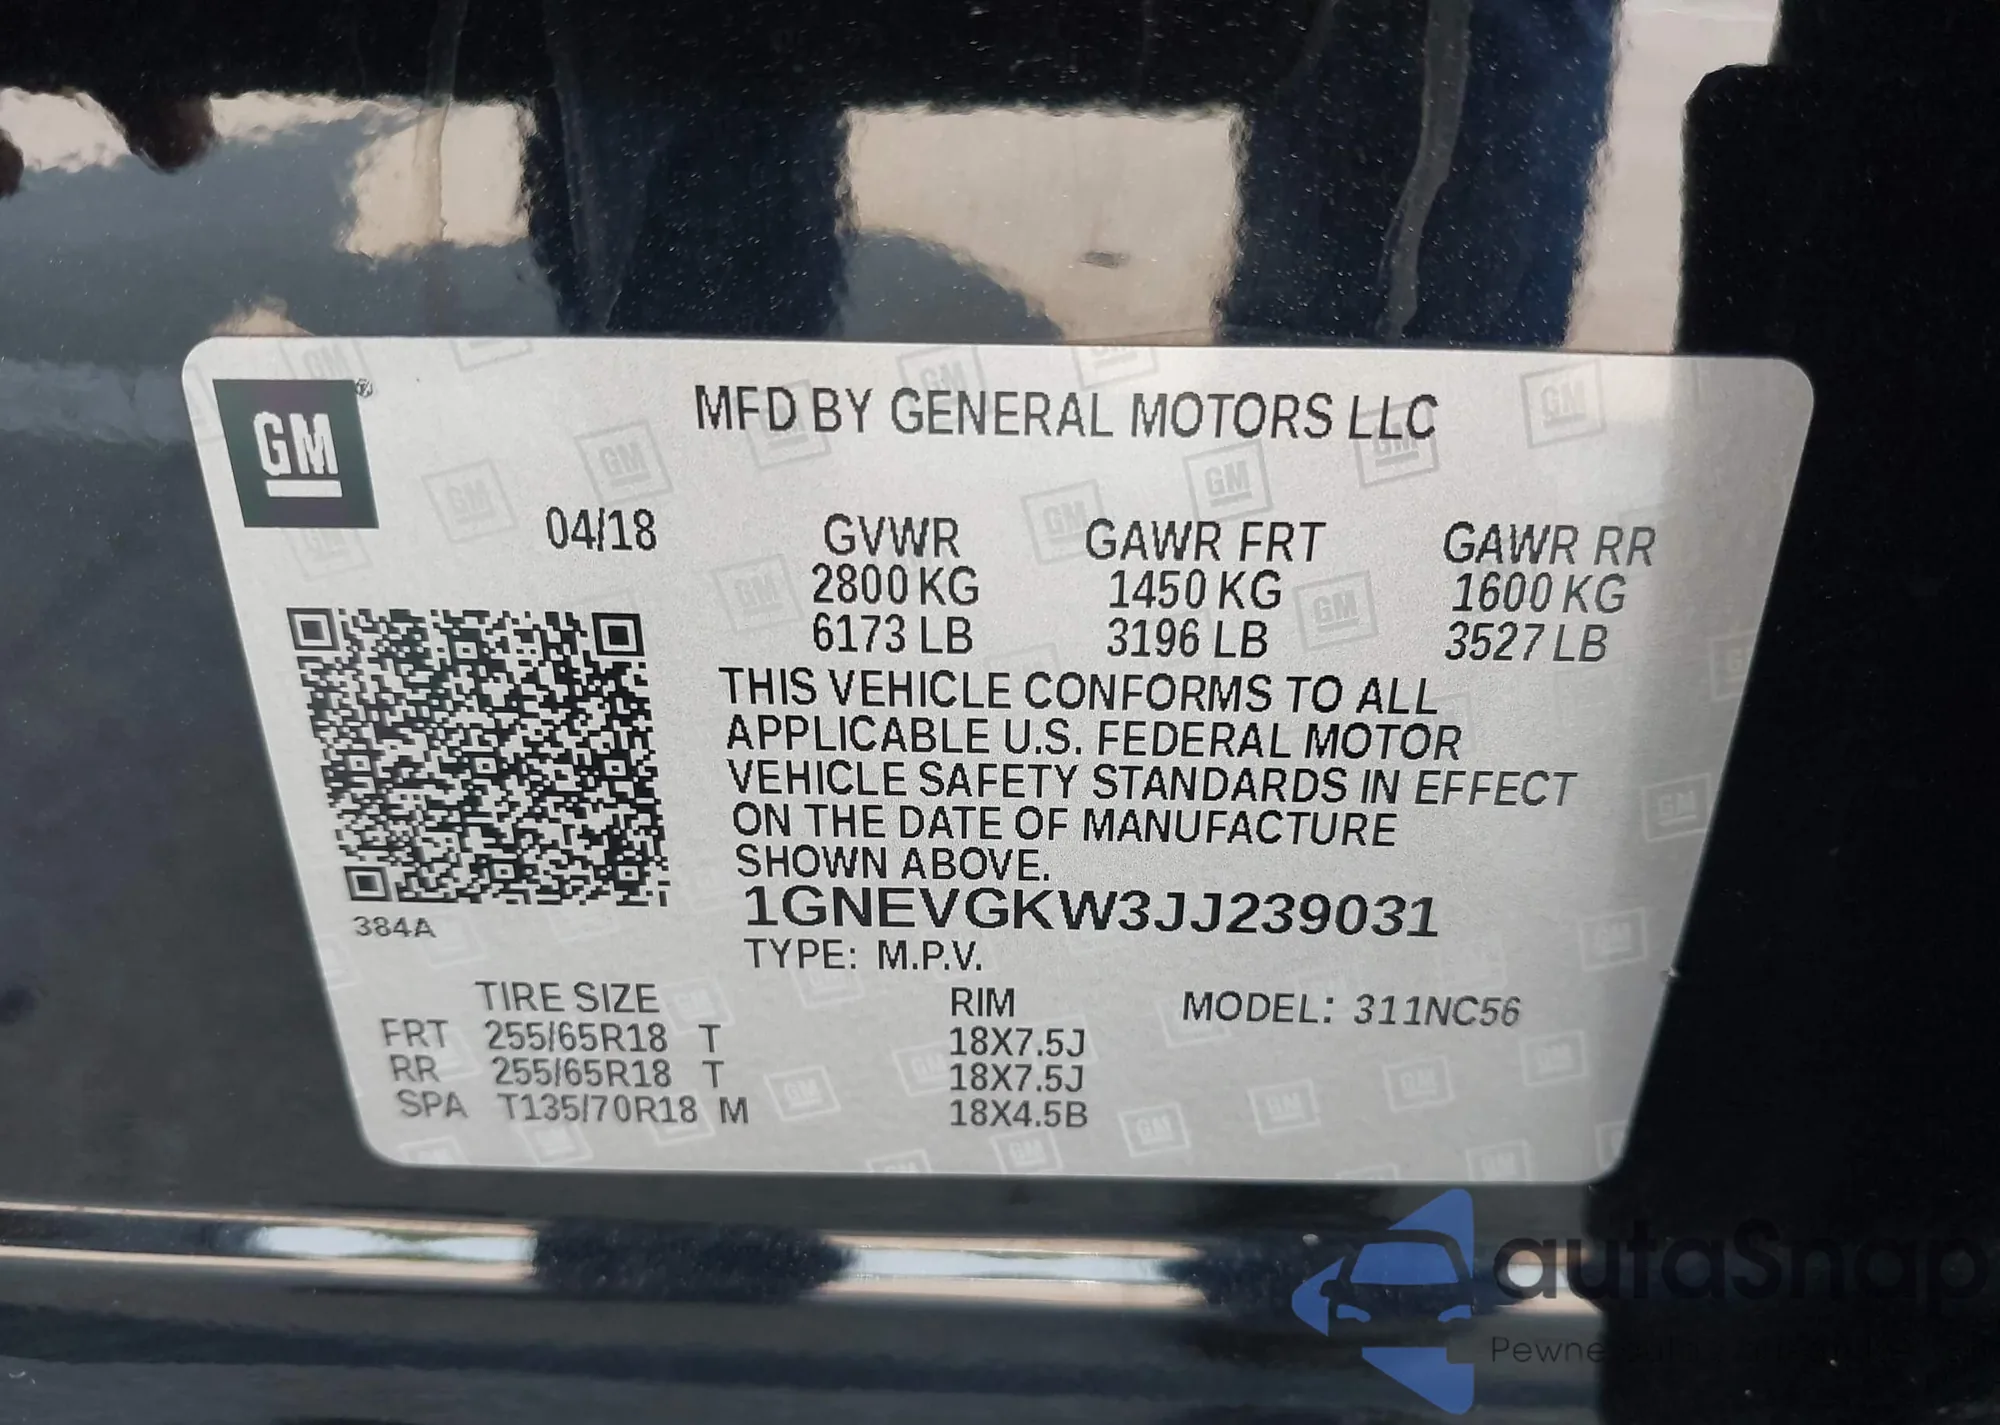 GM ®
MFD BY GENERAL MOTORS LLC
04/18 GVWR GAWR FRT GAWR RR
2800 KG 1450 KG 1600 KG
6173 LB 3196 LB 3527 LB
THIS VEHICLE CONFORMS TO ALL
APPLICABLE U.S. FEDERAL MOTOR
VEHICLE SAFETY STANDARDS IN EFFECT
ON THE DATE OF MANUFACTURE
SHOWN ABOVE.
1GNEVGKW3JJ239031
384A
TYPE: M.P.V.
TIRE SIZE RIM MODEL: 311NC56
FRT 255/65R18 T 18X7.5J
RR 255/65R18 T 18X7.5J
SPA T135/70R18 M 18X4.5B
autaSnap
Pewne auta